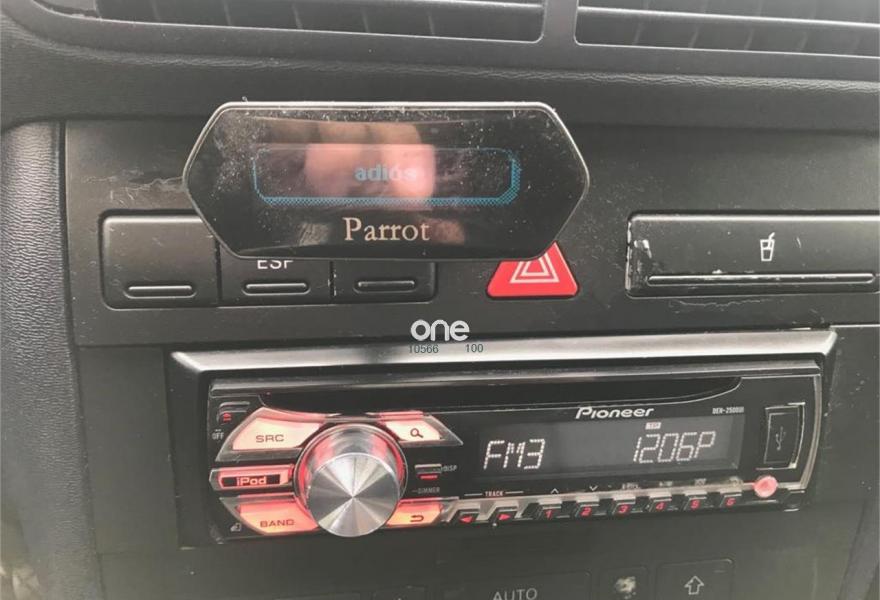 adiós
Parrot
ESP
one
10566 100
Pioneer
DEH-2500UI
OFF
SRC
FM3 1206P
iPod
DISP
DIMMER
TRACK
BAND
1 2 3 4 5 6
AUTO